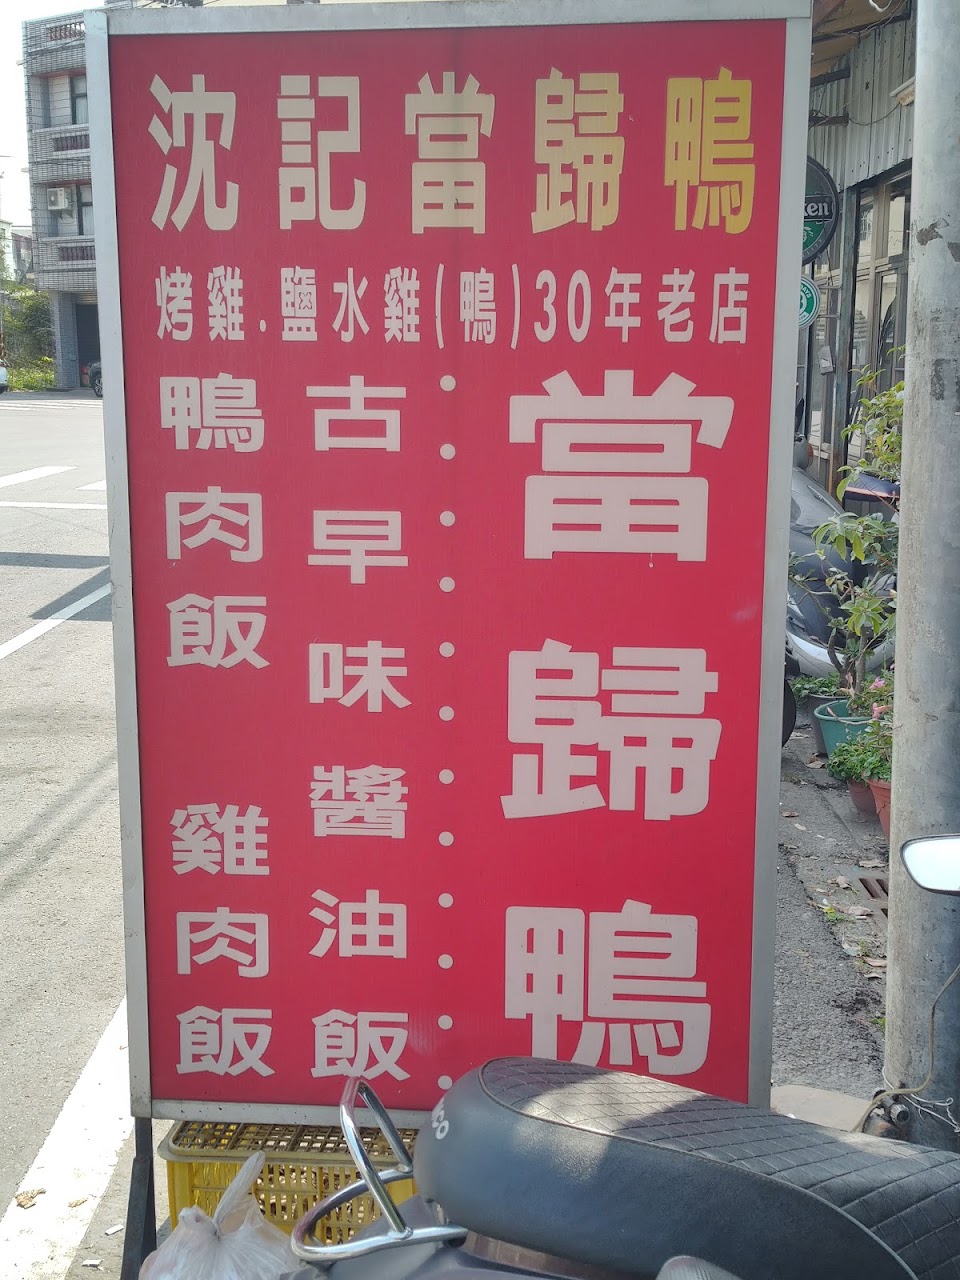 沈記當歸鴨
烤雞.鹽水雞(鴨)30年老店
當歸鴨
古早味醬油飯
鴨肉飯 雞肉飯
ken